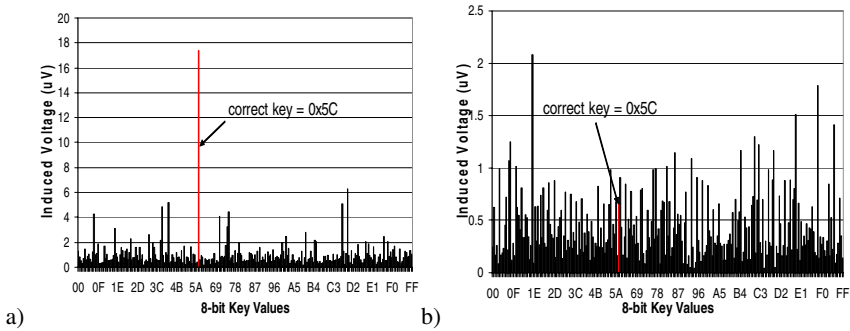 a)
Induced Voltage (uV)
20
18
16
14
12
10
8
6
4
2
0
correct key = 0x5C
00 0F 1E 2D 3C 4B 5A 69 78 87 96 A5 B4 C3 D2 E1 F0 FF
8-bit Key Values
b)
Induced Voltage (uV)
2.5
2
1.5
1
0.5
0
correct key = 0x5C
00 0F 1E 2D 3C 4B 5A 69 78 87 96 A5 B4 C3 D2 E1 F0 FF
8-bit Key Values